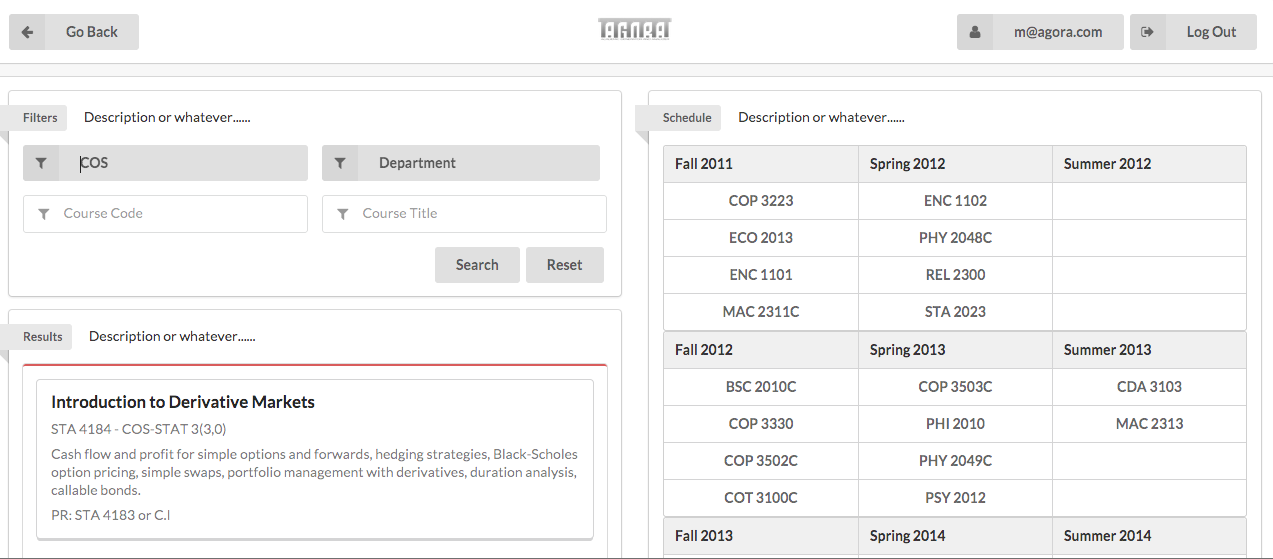 Go Back
AGORA
m@agora.com
Log Out
Filters
Description or whatever......
COS
Department
Course Code
Course Title
Search
Reset
Results
Description or whatever......
Introduction to Derivative Markets
STA 4184 - COS-STAT 3(3,0)
Cash flow and profit for simple options and forwards, hedging strategies, Black-Scholes
option pricing, simple swaps, portfolio management with derivatives, duration analysis,
callable bonds.
PR: STA 4183 or C.I
Schedule
Description or whatever......
Fall 2011 Spring 2012 Summer 2012
COP 3223 ENC 1102
ECO 2013 PHY 2048C
ENC 1101 REL 2300
MAC 2311C STA 2023
Fall 2012 Spring 2013 Summer 2013
BSC 2010C COP 3503C CDA 3103
COP 3330 PHI 2010 MAC 2313
COP 3502C PHY 2049C
COT 3100C PSY 2012
Fall 2013 Spring 2014 Summer 2014